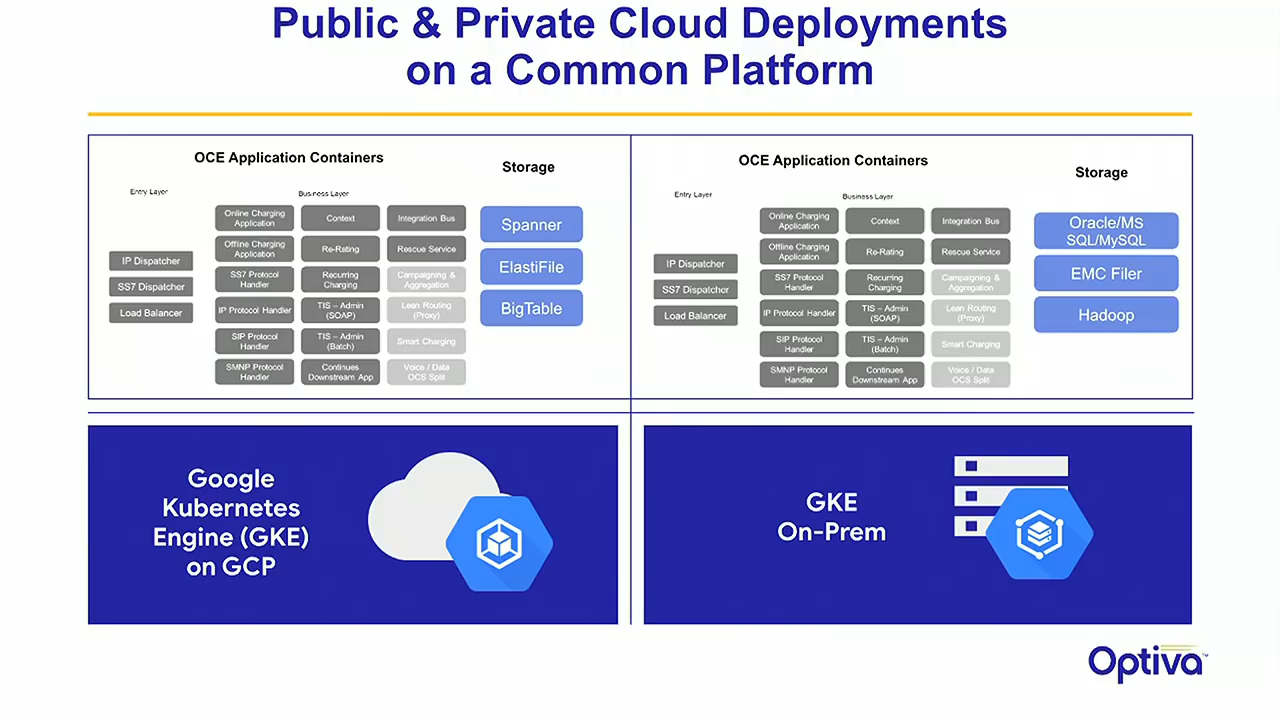 Public & Private Cloud Deployments
on a Common Platform
OCE Application Containers
Storage
Entry Layer
Business Layer
IP Dispatcher
SS7 Dispatcher
Load Balancer
Online Charging
Application
Context
Integration Bus
Offline Charging
Application
Re-Rating
Rescue Service
SS7 Protocol
Handler
Recurring
Charging
Campaigning &
Aggregation
IP Protocol Handler
TIS – Admin
(SOAP)
Lean Routing
(Proxy)
SIP Protocol
Handler
TIS – Admin
(Batch)
Smart Charging
SMNP Protocol
Handler
Continues
Downstream App
Voice / Data
OCS Split
Spanner
ElastiFile
BigTable
OCE Application Containers
Storage
Entry Layer
Business Layer
IP Dispatcher
SS7 Dispatcher
Load Balancer
Online Charging
Application
Context
Integration Bus
Offline Charging
Application
Re-Rating
Rescue Service
SS7 Protocol
Handler
Recurring
Charging
Campaigning &
Aggregation
IP Protocol Handler
TIS – Admin
(SOAP)
Lean Routing
(Proxy)
SIP Protocol
Handler
TIS – Admin
(Batch)
Smart Charging
SMNP Protocol
Handler
Continues
Downstream App
Voice / Data
OCS Split
Oracle/MS
SQL/MySQL
EMC Filer
Hadoop
Google
Kubernetes
Engine (GKE)
on GCP
GKE
On-Prem
Optiva™